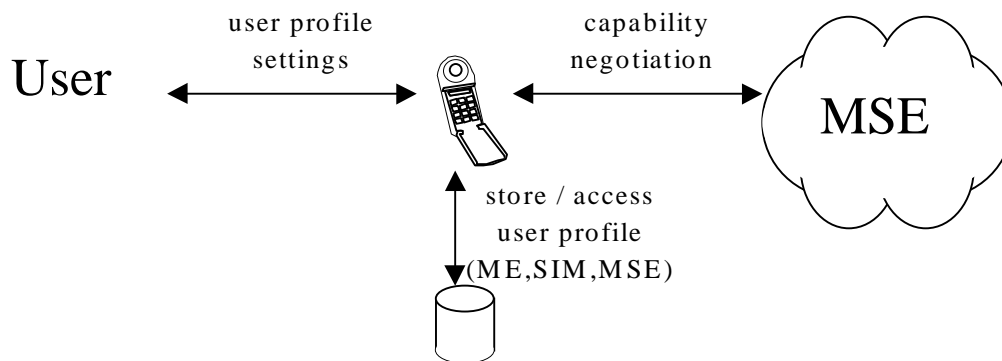 user profile
settings
capability
negotiation
User
MSE
store / access
user profile
(ME,SIM,MSE)